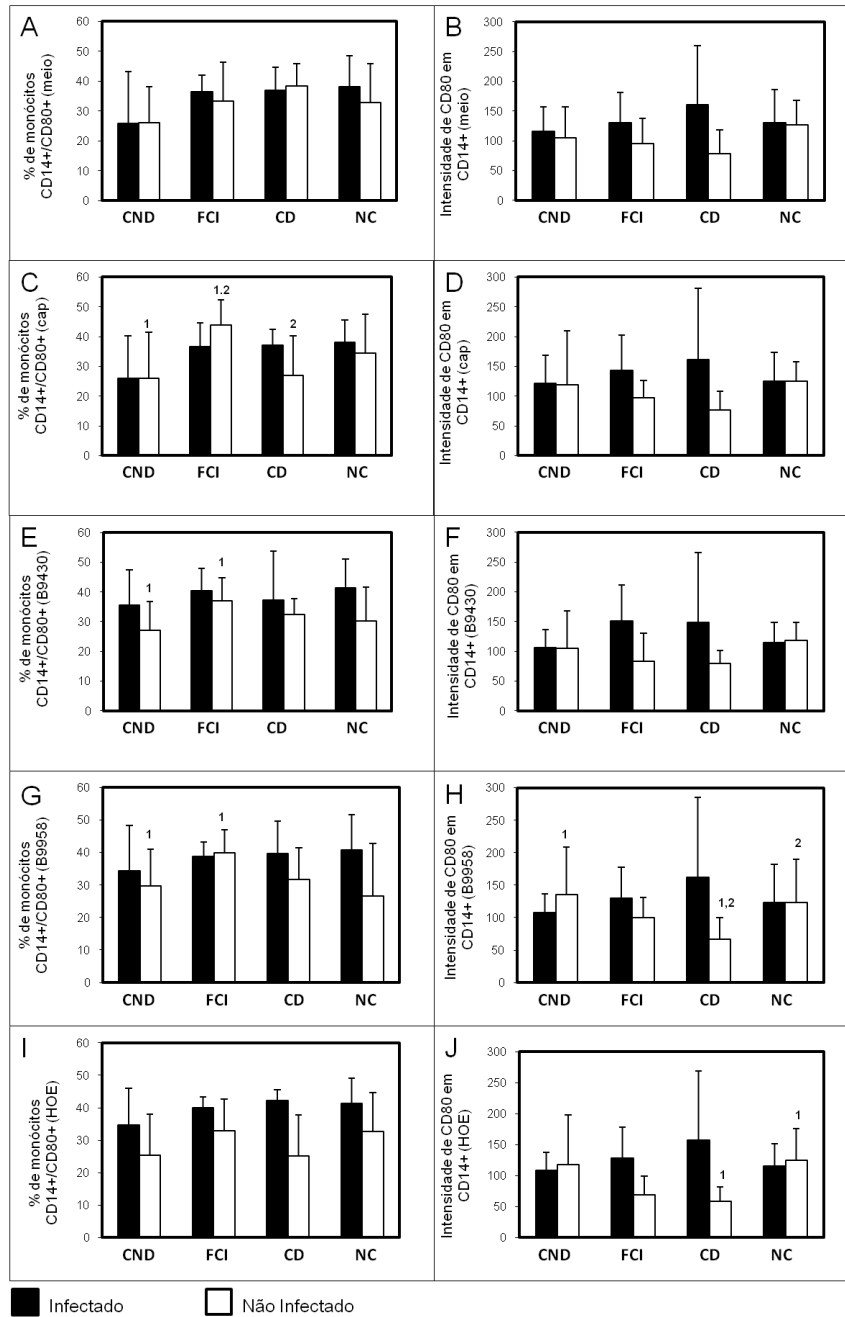 A
% de monócitos
CD14+/CD80+ (meio)
60
50
40
30
20
10
0
CND FCI CD NC
B
Intensidade de CD80 em
CD14+ (meio)
300
250
200
150
100
50
0
CND FCI CD NC
C
% de monócitos
CD14+/CD80+ (cap)
60
50
40
30
20
10
0
1
1.2
2
CND FCI CD NC
D
Intensidade de CD80 em
CD14+ (cap)
300
250
200
150
100
50
0
CND FCI CD NC
E
% de monócitos
CD14+/CD80+ (B9430)
60
50
40
30
20
10
0
1
1
CND FCI CD NC
F
Intensidade de CD80 em
CD14+ (B9430)
300
250
200
150
100
50
0
CND FCI CD NC
G
% de monócitos
CD14+/CD80+ (B9958)
60
50
40
30
20
10
0
1
1
CND FCI CD NC
H
Intensidade de CD80 em
CD14+ (B9958)
300
250
200
150
100
50
0
1
1,2
2
CND FCI CD NC
I
% de monócitos
CD14+/CD80+ (HOE)
60
50
40
30
20
10
0
CND FCI CD NC
J
Intensidade de CD80 em
CD14+ (HOE)
300
250
200
150
100
50
0
1
1
CND FCI CD NC
Infectado Não Infectado